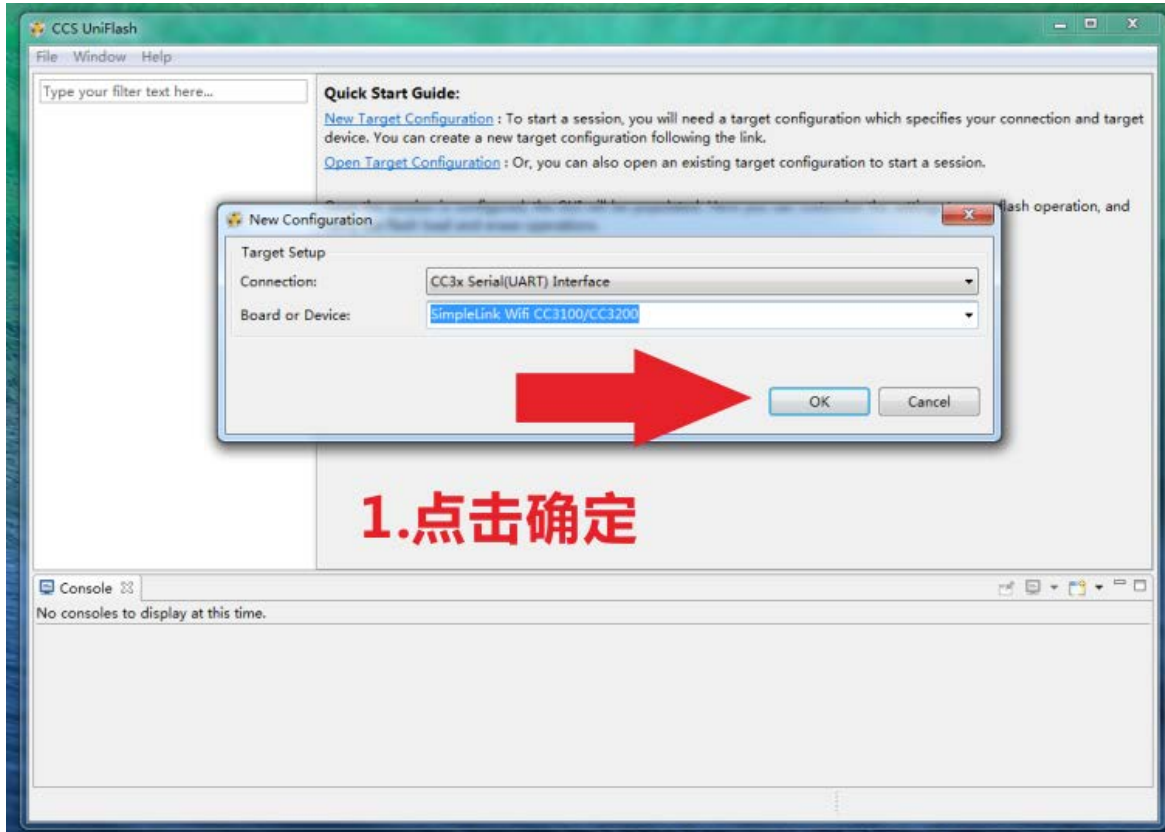 CCS UniFlash
File Window Help
Type your filter text here...
Quick Start Guide:
New Target Configuration : To start a session, you will need a target configuration which specifies your connection and target
device. You can create a new target configuration following the link.
Open Target Configuration : Or, you can also open an existing target configuration to start a session.
flash operation, and
New Configuration
Target Setup
Connection:
CC3x Serial(UART) Interface
Board or Device:
SimpleLink Wifi CC3100/CC3200
OK
Cancel
1.点击确定
Console
No consoles to display at this time.